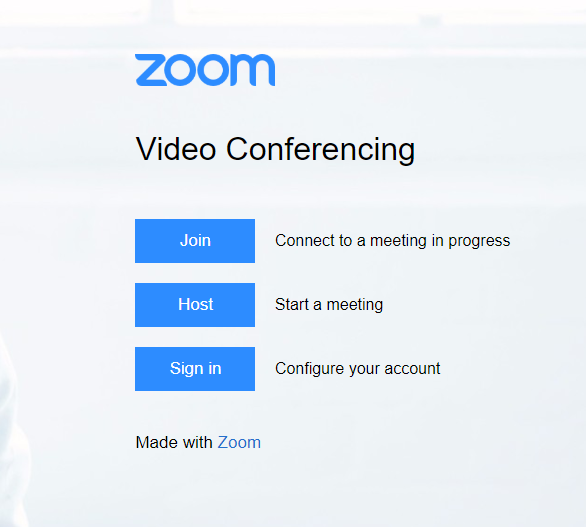 zoom
Video Conferencing
Join Connect to a meeting in progress
Host Start a meeting
Sign in Configure your account
Made with Zoom